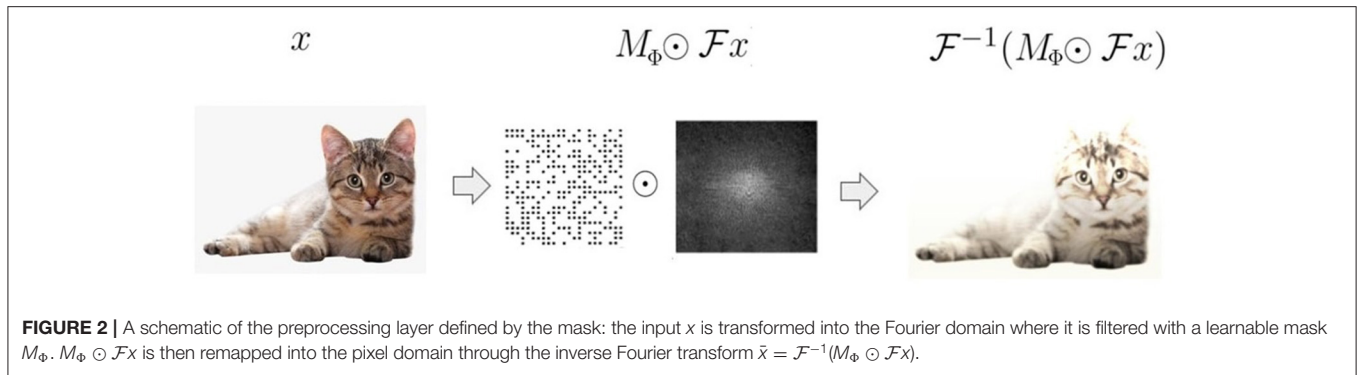 x
M_Φ ⊙ ℱx
ℱ⁻¹(M_Φ ⊙ ℱx)
⊙
FIGURE 2 | A schematic of the preprocessing layer defined by the mask: the input x is transformed into the Fourier domain where it is filtered with a learnable mask
M_Φ. M_Φ ⊙ ℱx is then remapped into the pixel domain through the inverse Fourier transform x̄ = ℱ⁻¹(M_Φ ⊙ ℱx).